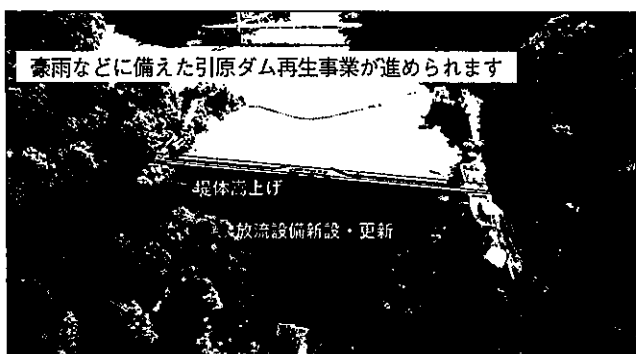 豪雨などに備えた引原ダム再生事業が進められます
堤体嵩上げ
放流設備新設・更新